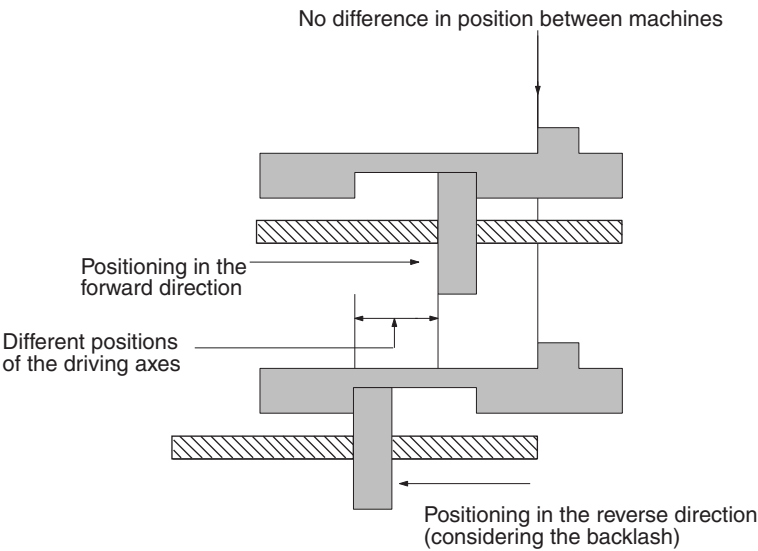 No difference in position between machines
Positioning in the
forward direction
Different positions
of the driving axes
Positioning in the reverse direction
(considering the backlash)